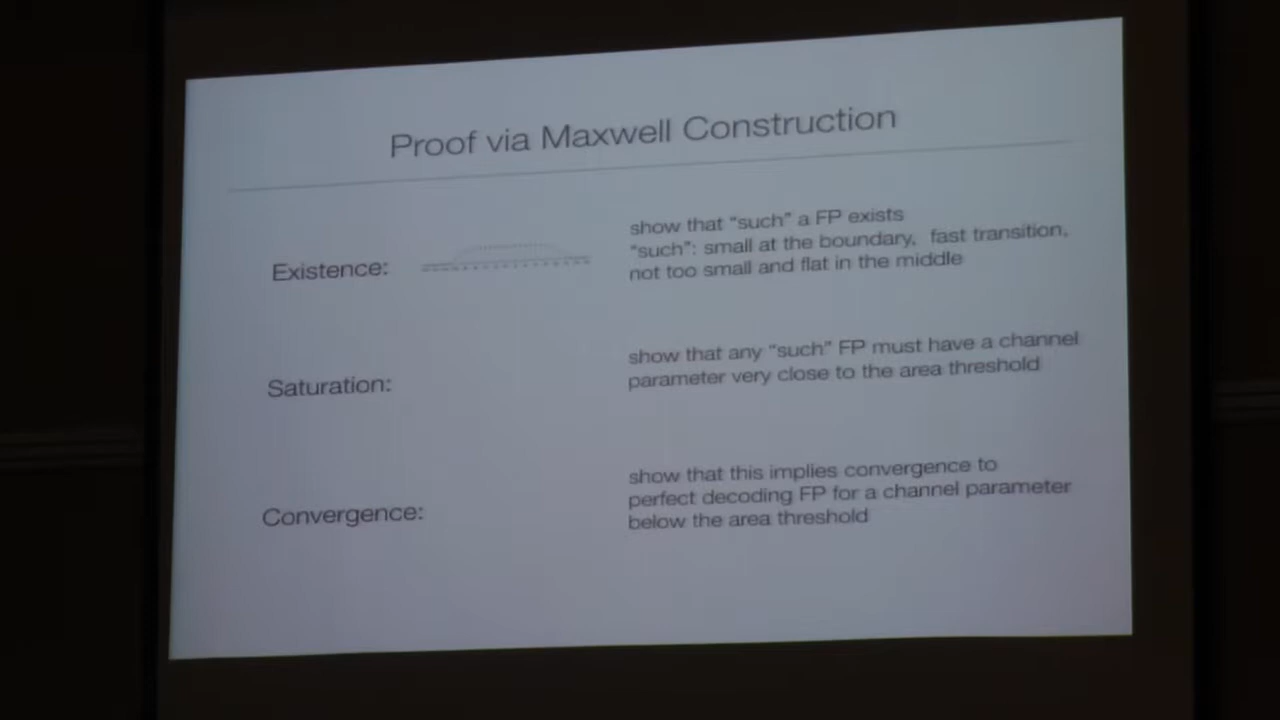 Proof via Maxwell Construction
Existence:
show that “such” a FP exists
“such”: small at the boundary, fast transition,
not too small and flat in the middle
Saturation:
show that any “such” FP must have a channel
parameter very close to the area threshold
Convergence:
show that this implies convergence to
perfect decoding FP for a channel parameter
below the area threshold